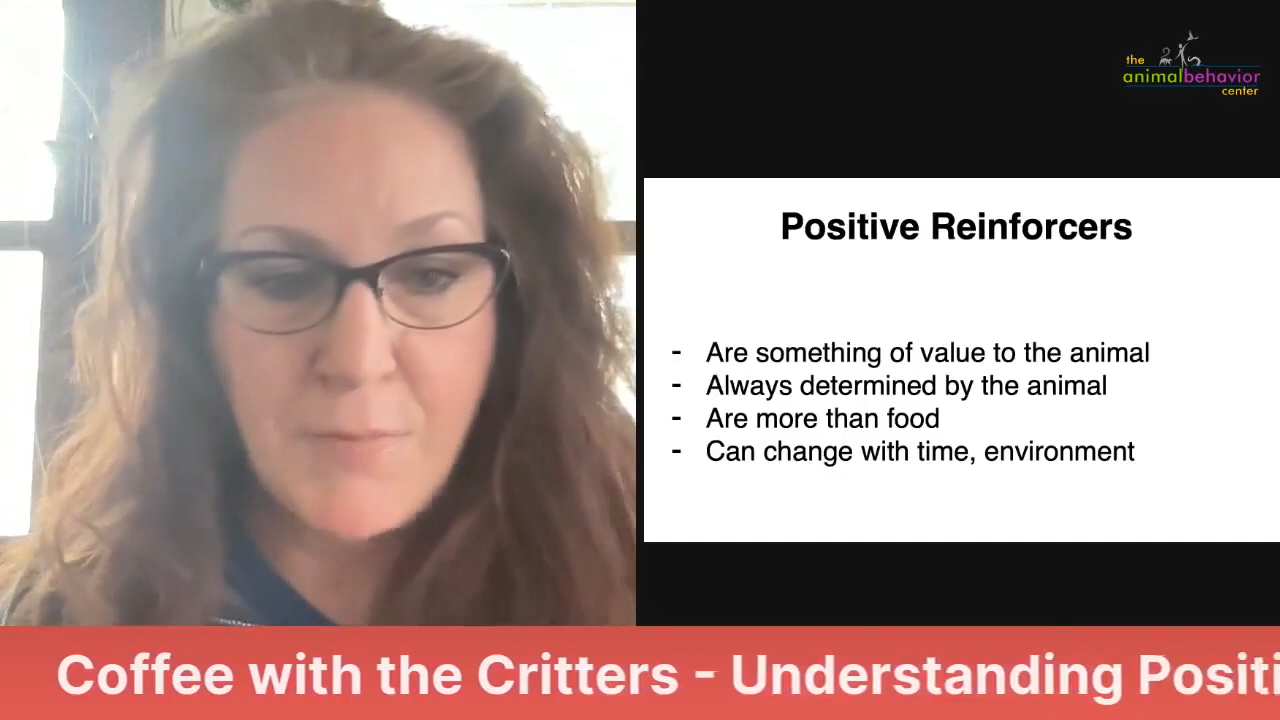 the
animalbehavior
center
Positive Reinforcers
- Are something of value to the animal
- Always determined by the animal
- Are more than food
- Can change with time, environment
Coffee with the Critters - Understanding Positi